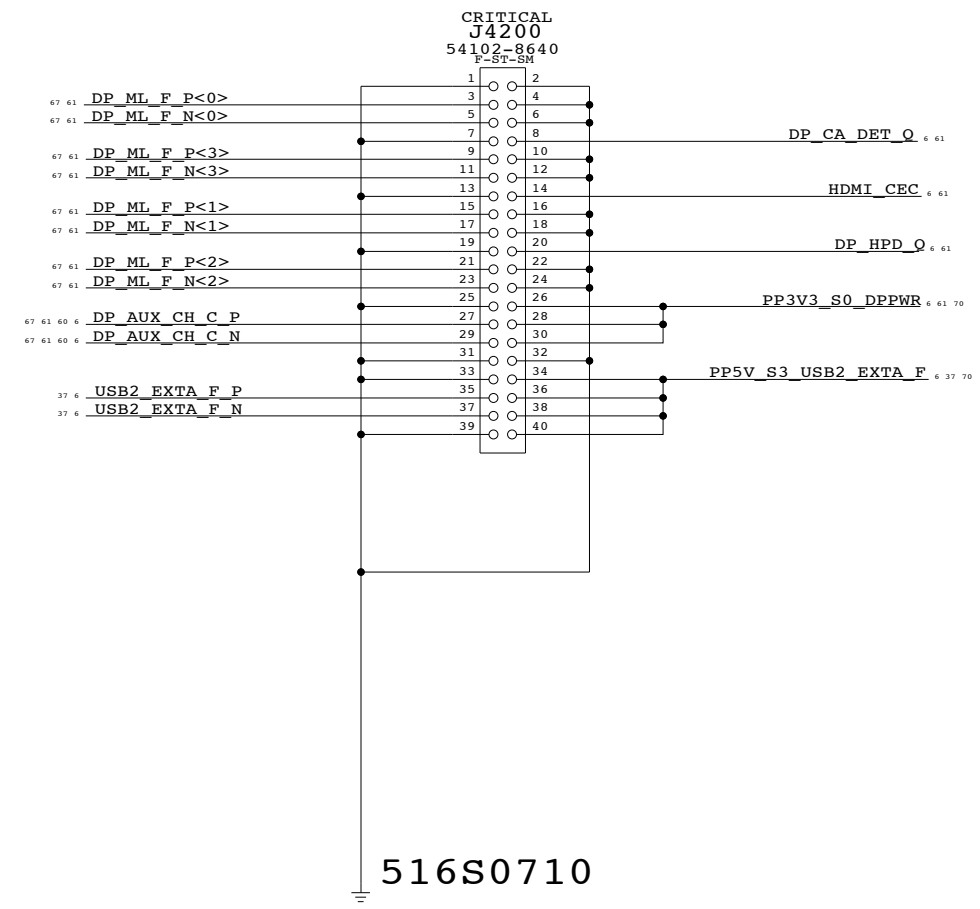 CRITICAL
J4200
54102-8640
F-ST-SM
1 2
67 61 DP_ML_F_P<0> 3 4
67 61 DP_ML_F_N<0> 5 6
7 8 DP_CA_DET_Q 6 61
67 61 DP_ML_F_P<3> 9 10
67 61 DP_ML_F_N<3> 11 12
13 14 HDMI_CEC 6 61
67 61 DP_ML_F_P<1> 15 16
67 61 DP_ML_F_N<1> 17 18
19 20 DP_HPD_Q 6 61
67 61 DP_ML_F_P<2> 21 22
67 61 DP_ML_F_N<2> 23 24
25 26 PP3V3_S0_DPPWR 6 61 70
67 61 60 6 DP_AUX_CH_C_P 27 28
67 61 60 6 DP_AUX_CH_C_N 29 30
31 32
33 34 PP5V_S3_USB2_EXTA_F 6 37 70
37 6 USB2_EXTA_F_P 35 36
37 6 USB2_EXTA_F_N 37 38
39 40
516S0710